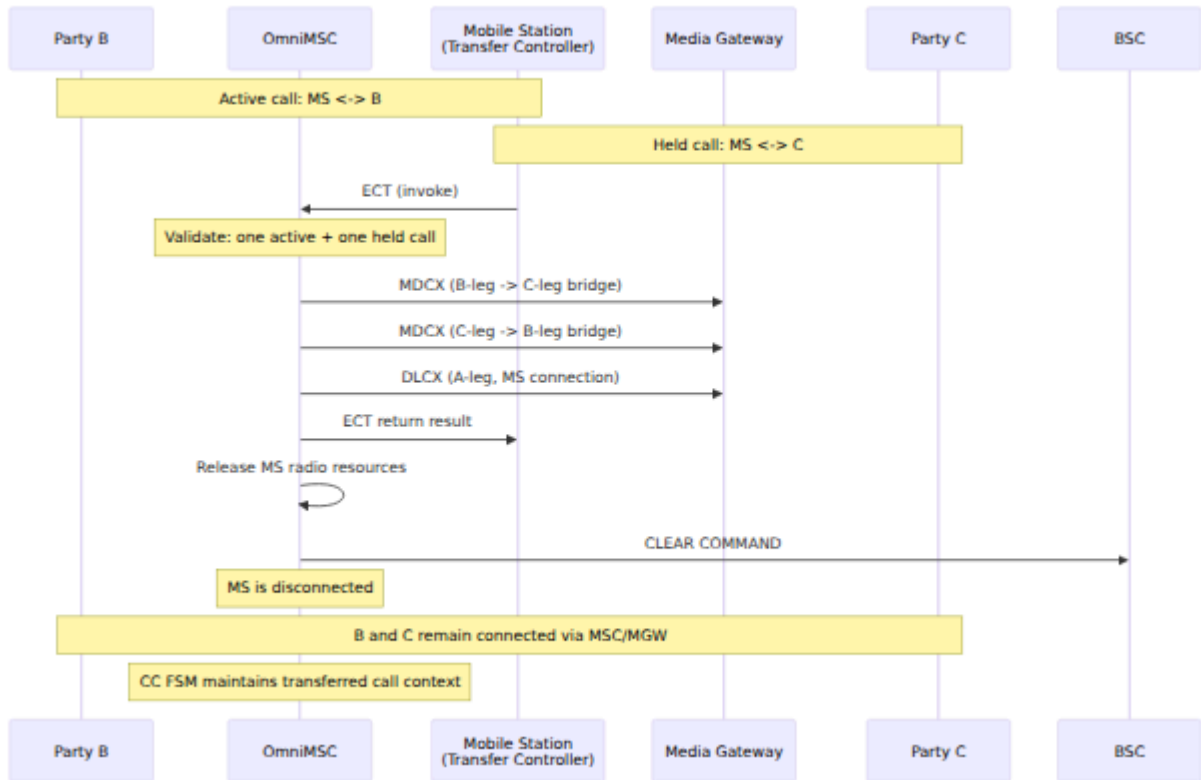 Party B
OmniMSC
Mobile Station
(Transfer Controller)
Media Gateway
Party C
BSC
Active call: MS <-> B
Held call: MS <-> C
ECT (invoke)
Validate: one active + one held call
MDCX (B-leg -> C-leg bridge)
MDCX (C-leg -> B-leg bridge)
DLCX (A-leg, MS connection)
ECT return result
Release MS radio resources
CLEAR COMMAND
MS is disconnected
B and C remain connected via MSC/MGW
CC FSM maintains transferred call context
Party B
OmniMSC
Mobile Station
(Transfer Controller)
Media Gateway
Party C
BSC